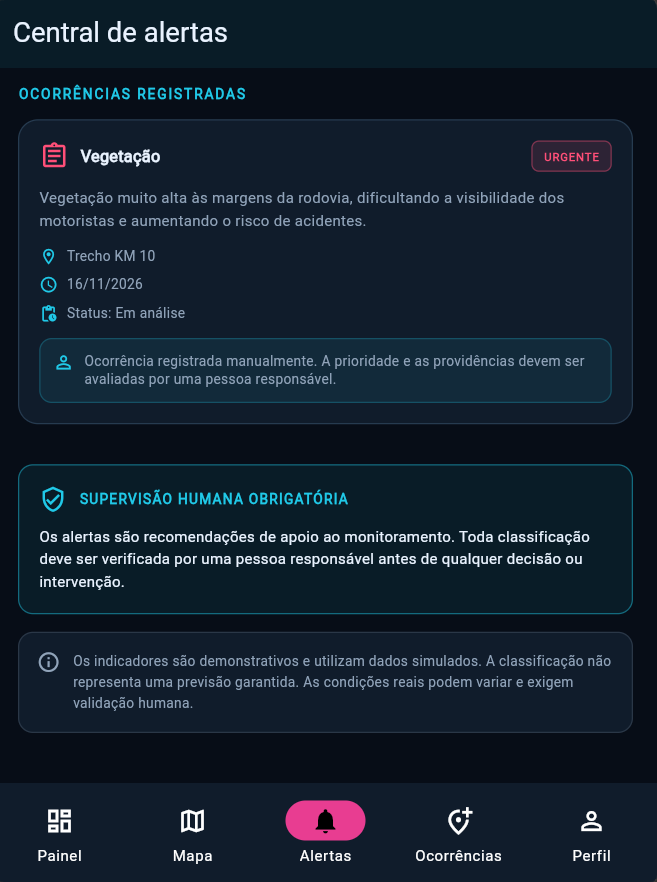 Central de alertas
OCORRÊNCIAS REGISTRADAS
Vegetação
URGENTE
Vegetação muito alta às margens da rodovia, dificultando a visibilidade dos
motoristas e aumentando o risco de acidentes.
Trecho KM 10
16/11/2026
Status: Em análise
Ocorrência registrada manualmente. A prioridade e as providências devem ser
avaliadas por uma pessoa responsável.
SUPERVISÃO HUMANA OBRIGATÓRIA
Os alertas são recomendações de apoio ao monitoramento. Toda classificação
deve ser verificada por uma pessoa responsável antes de qualquer decisão ou
intervenção.
Os indicadores são demonstrativos e utilizam dados simulados. A classificação não
representa uma previsão garantida. As condições reais podem variar e exigem
validação humana.
Painel
Mapa
Alertas
Ocorrências
Perfil